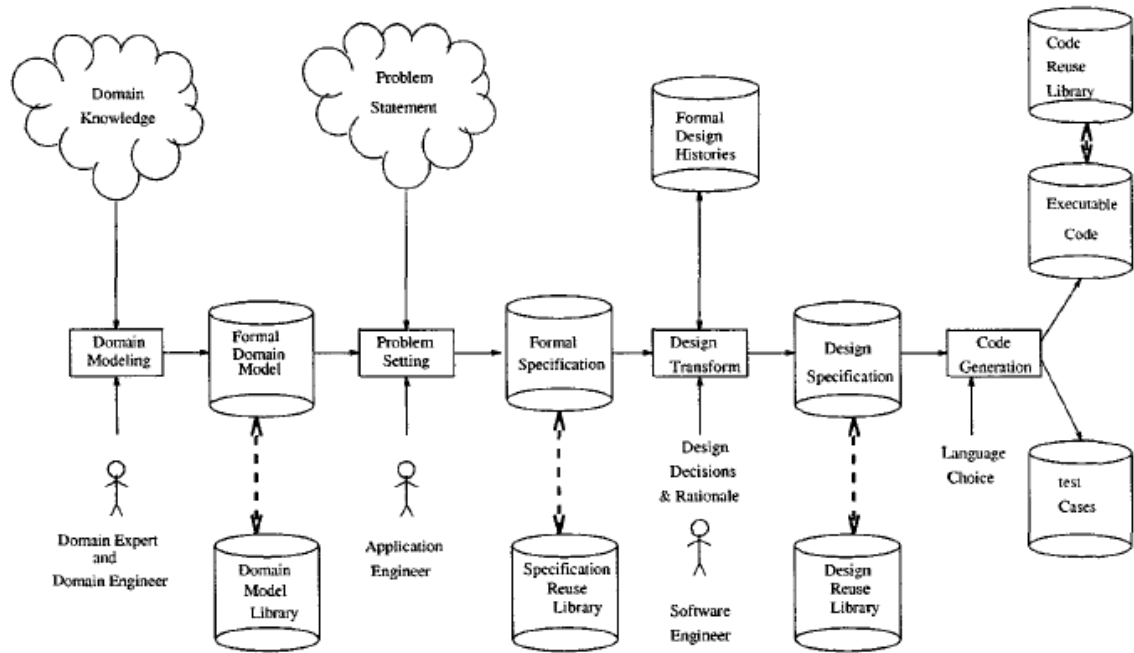 Domain
Knowledge
Problem
Statement
Formal
Design
Histories
Code
Reuse
Library
Executable
Code
Domain
Modeling
Formal
Domain
Model
Problem
Setting
Formal
Specification
Design
Transform
Design
Specification
Code
Generation
Domain Expert
and
Domain Engineer
Domain
Model
Library
Application
Engineer
Specification
Reuse
Library
Design
Decisions
& Rationale
Software
Engineer
Design
Reuse
Library
Language
Choice
test
Cases